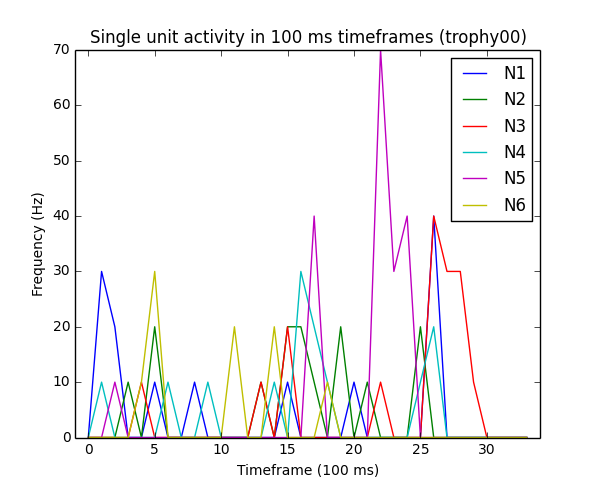 Single unit activity in 100 ms timeframes (trophy00)
70
60
50
40
30
20
10
0
Frequency (Hz)
N1
N2
N3
N4
N5
N6
0 5 10 15 20 25 30
Timeframe (100 ms)